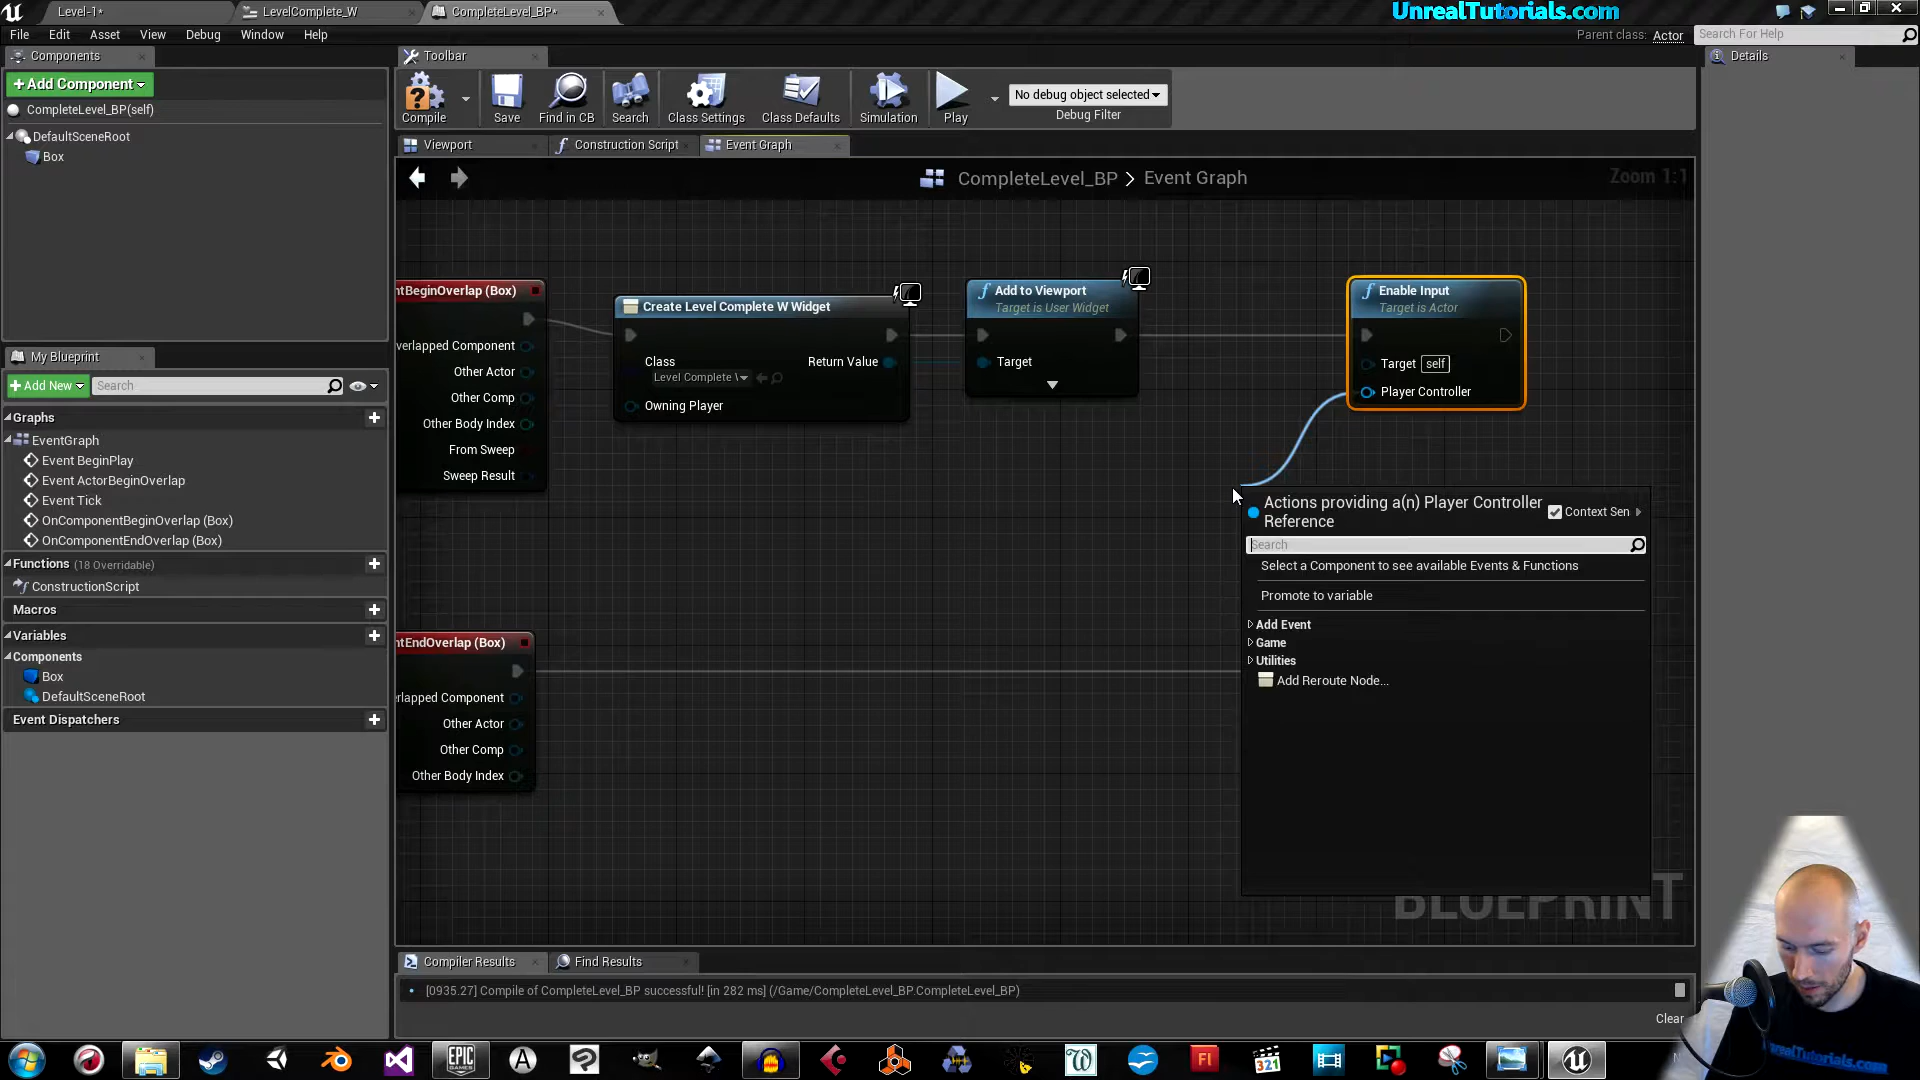 Level-1*
LevelComplete_W
CompleteLevel_BP*
UnrealTutorials.com
File Edit Asset View Debug Window Help
Parent class: Actor
Search For Help
Components
Toolbar
Details
+Add Component
CompleteLevel_BP(self)
DefaultSceneRoot
Box
Compile
Save
Find in CB
Search
Class Settings
Class Defaults
Simulation
Play
No debug object selected
Debug Filter
Viewport
Construction Script
Event Graph
CompleteLevel_BP > Event Graph
Zoom 1:1
ntBeginOverlap (Box)
verlapped Component
Other Actor
Other Comp
Other Body Index
From Sweep
Sweep Result
Create Level Complete W Widget
Class
Level Complete \
Return Value
Owning Player
Add to Viewport
Target is User Widget
Target
Enable Input
Target is Actor
Target self
Player Controller
My Blueprint
+Add New
Search
Graphs
EventGraph
Event BeginPlay
Event ActorBeginOverlap
Event Tick
OnComponentBeginOverlap (Box)
OnComponentEndOverlap (Box)
Functions (18 Overridable)
ConstructionScript
Macros
Variables
Components
Box
DefaultSceneRoot
Event Dispatchers
ntEndOverlap (Box)
erlapped Component
Other Actor
Other Comp
Other Body Index
Actions providing a(n) Player Controller
Reference
Context Sen
Search
Select a Component to see available Events & Functions
Promote to variable
Add Event
Game
Utilities
Add Reroute Node...
BLUEPRINT
Compiler Results
Find Results
[0935.27] Compile of CompleteLevel_BP successful! [in 282 ms] (/Game/CompleteLevel_BP.CompleteLevel_BP)
Clear
EPIC
GAMES
Fl
321
nrealTutorials.com